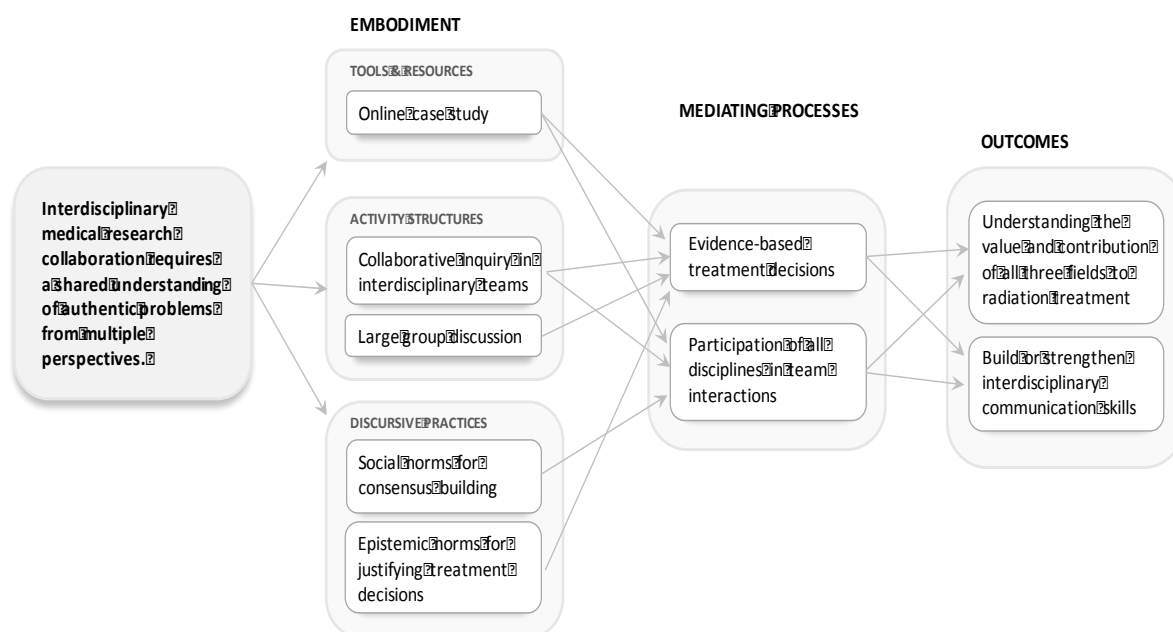 Interdisciplinary
medical research
collaboration requires
a shared understanding
of authentic problems
from multiple
perspectives.
EMBODIMENT
TOOLS & RESOURCES
Online case study
ACTIVITY STRUCTURES
Collaborative inquiry in
interdisciplinary teams
Large group discussion
DISCURSIVE PRACTICES
Social norms for
consensus building
Epistemic norms for
justifying treatment
decisions
MEDIATING PROCESSES
Evidence-based
treatment decisions
Participation of all
disciplines in team
interactions
OUTCOMES
Understanding the
value and contribution
of all three fields to
radiation treatment
Build or strengthen
interdisciplinary
communication skills